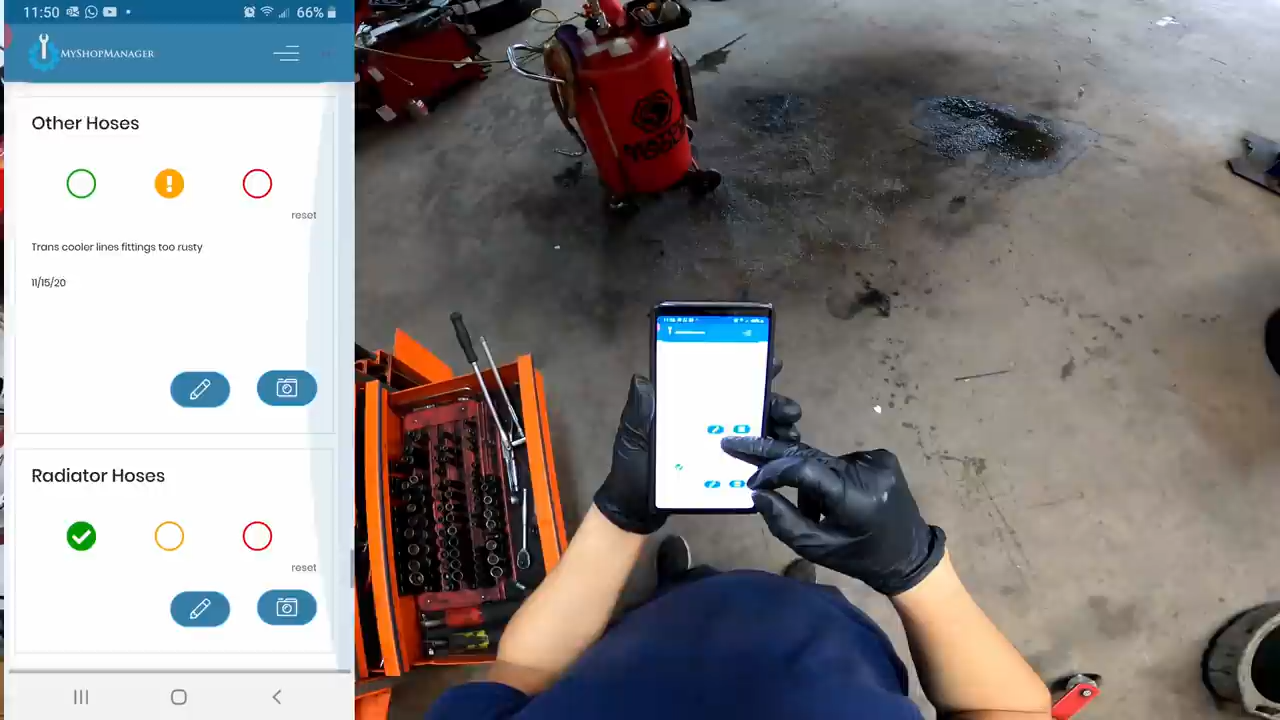 11:50
66%
MYSHOPMANAGER
Other Hoses
!
reset
Trans cooler lines fittings too rusty
11/15/20
Radiator Hoses
reset